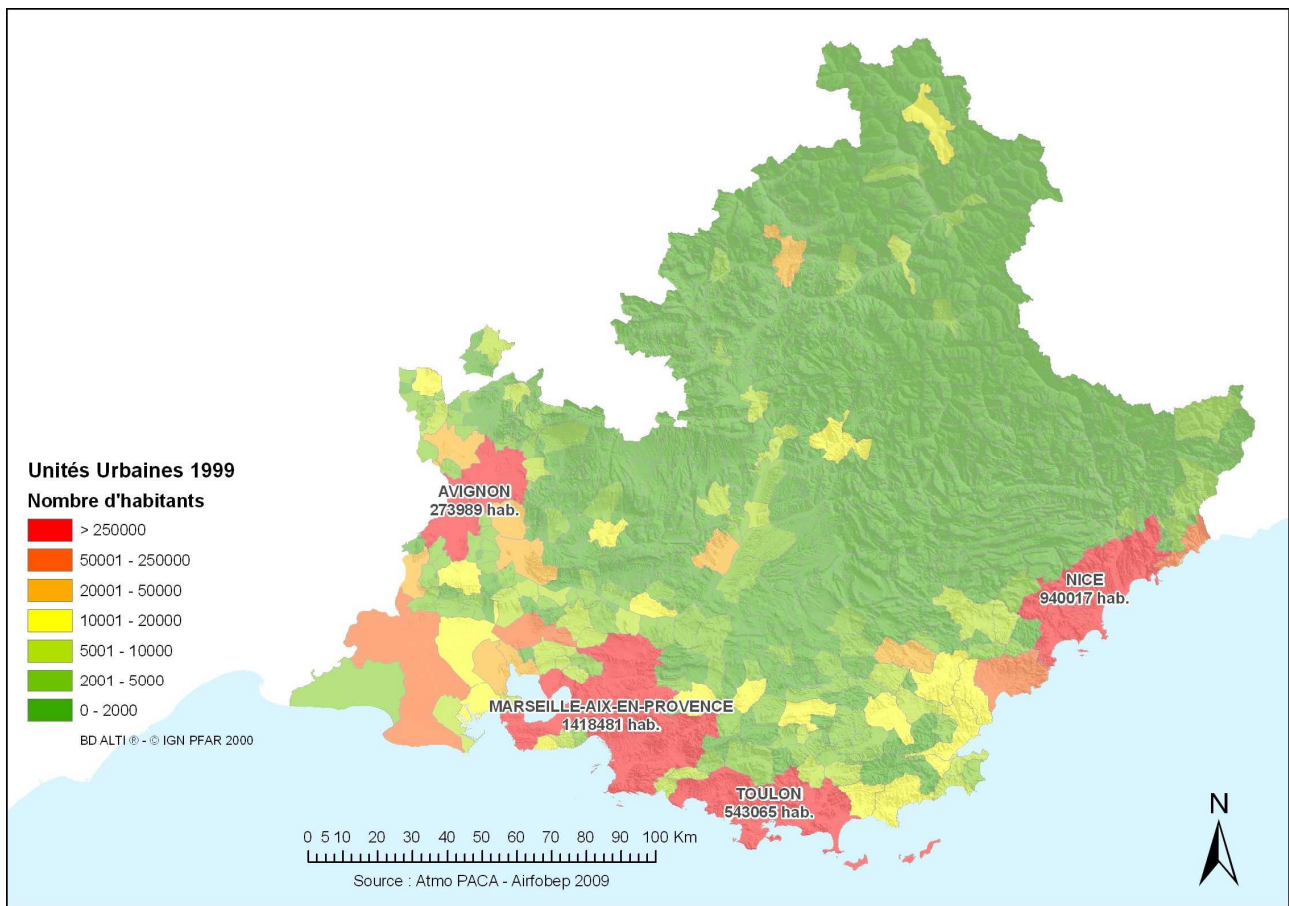 Unités Urbaines 1999
Nombre d'habitants
> 250000
50001 - 250000
20001 - 50000
10001 - 20000
5001 - 10000
2001 - 5000
0 - 2000
BD ALTI ® - © IGN PFAR 2000
AVIGNON
273989 hab.
NICE
940017 hab.
MARSEILLE-AIX-EN-PROVENCE
1418481 hab.
TOULON
543065 hab.
0 5 10 20 30 40 50 60 70 80 90 100 Km
Source : Atmo PACA - Airfobep 2009
N